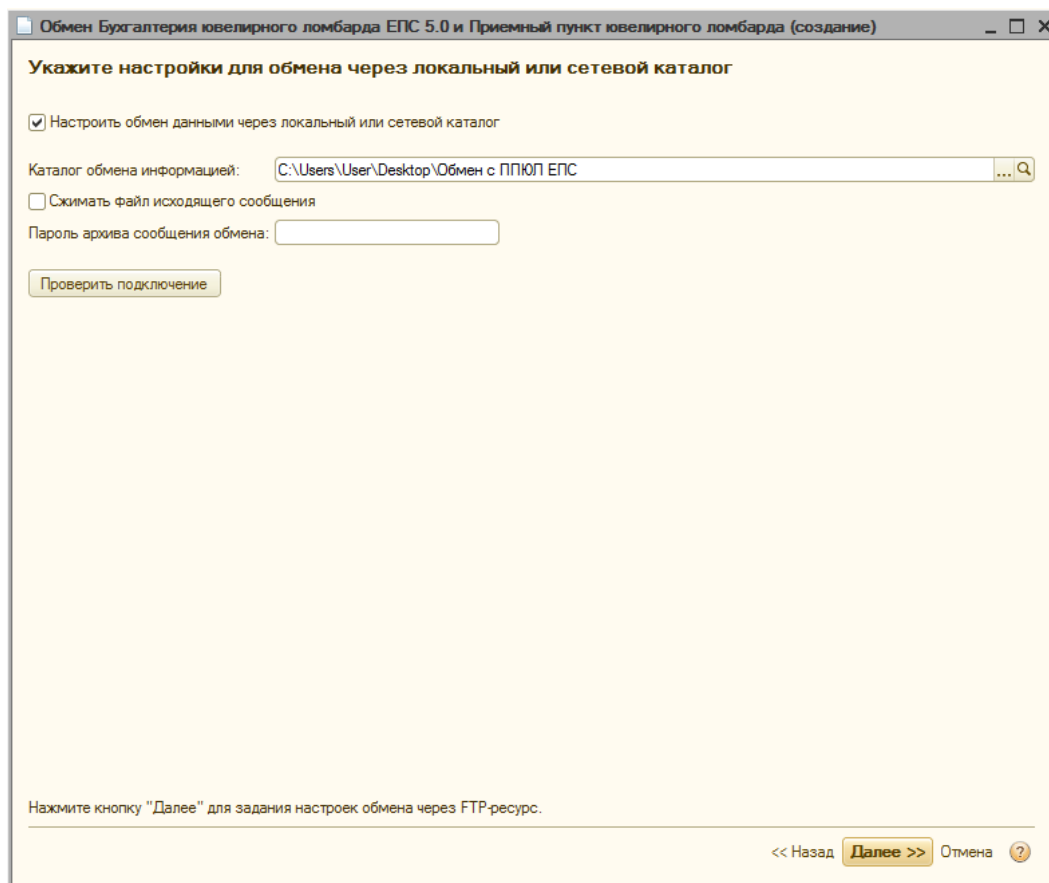 Обмен Бухгалтерия ювелирного ломбарда ЕПС 5.0 и Приемный пункт ювелирного ломбарда (создание)
Укажите настройки для обмена через локальный или сетевой каталог
Настроить обмен данными через локальный или сетевой каталог
Каталог обмена информацией: C:\Users\User\Desktop\Обмен с ППЮЛ ЕПС ...
Сжимать файл исходящего сообщения
Пароль архива сообщения обмена:
Проверить подключение
Нажмите кнопку "Далее" для задания настроек обмена через FTP-ресурс.
<< Назад Далее >> Отмена ?